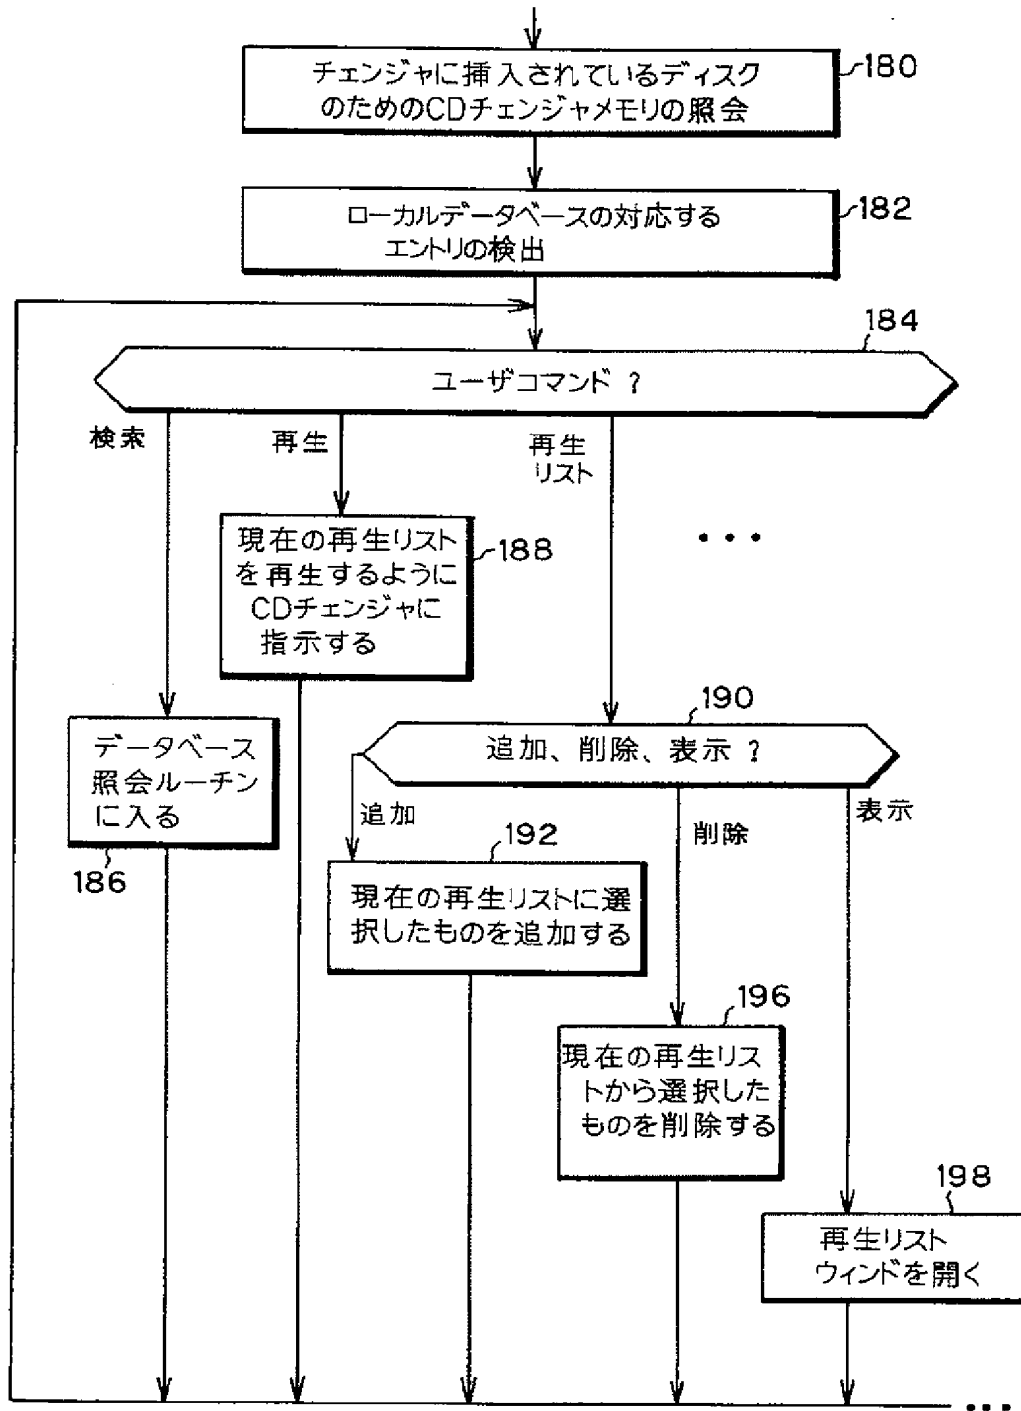 チェンジャに挿入されているディスク
のためのCDチェンジャメモリの照会
180
ローカルデータベースの対応する
エントリの検出
182
184
ユーザコマンド ?
検索
再生
再生
リスト
現在の再生リスト
を再生するように
CDチェンジャに
指示する
188
• • •
190
追加、削除、表示 ?
データベース
照会ルーチン
に入る
186
追加
削除
表示
192
現在の再生リストに選
択したものを追加する
196
現在の再生リス
トから選択した
ものを削除する
198
再生リスト
ウィンドを開く
• • •